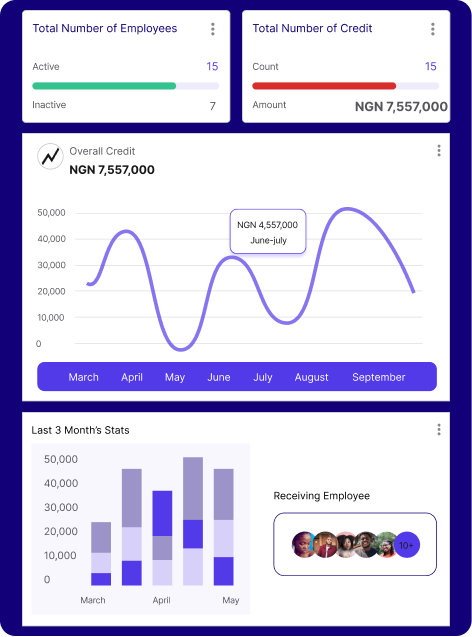 Total Number of Employees
Active 15
Inactive 7
Total Number of Credit
Count 15
Amount NGN 7,557,000
Overall Credit
NGN 7,557,000
50,000
40,000
30,000
20,000
10,000
0
NGN 4,557,000
June-july
March April May June July August September
Last 3 Month's Stats
50,000
40,000
30,000
20,000
10,000
0
March April May
Receiving Employee
10+